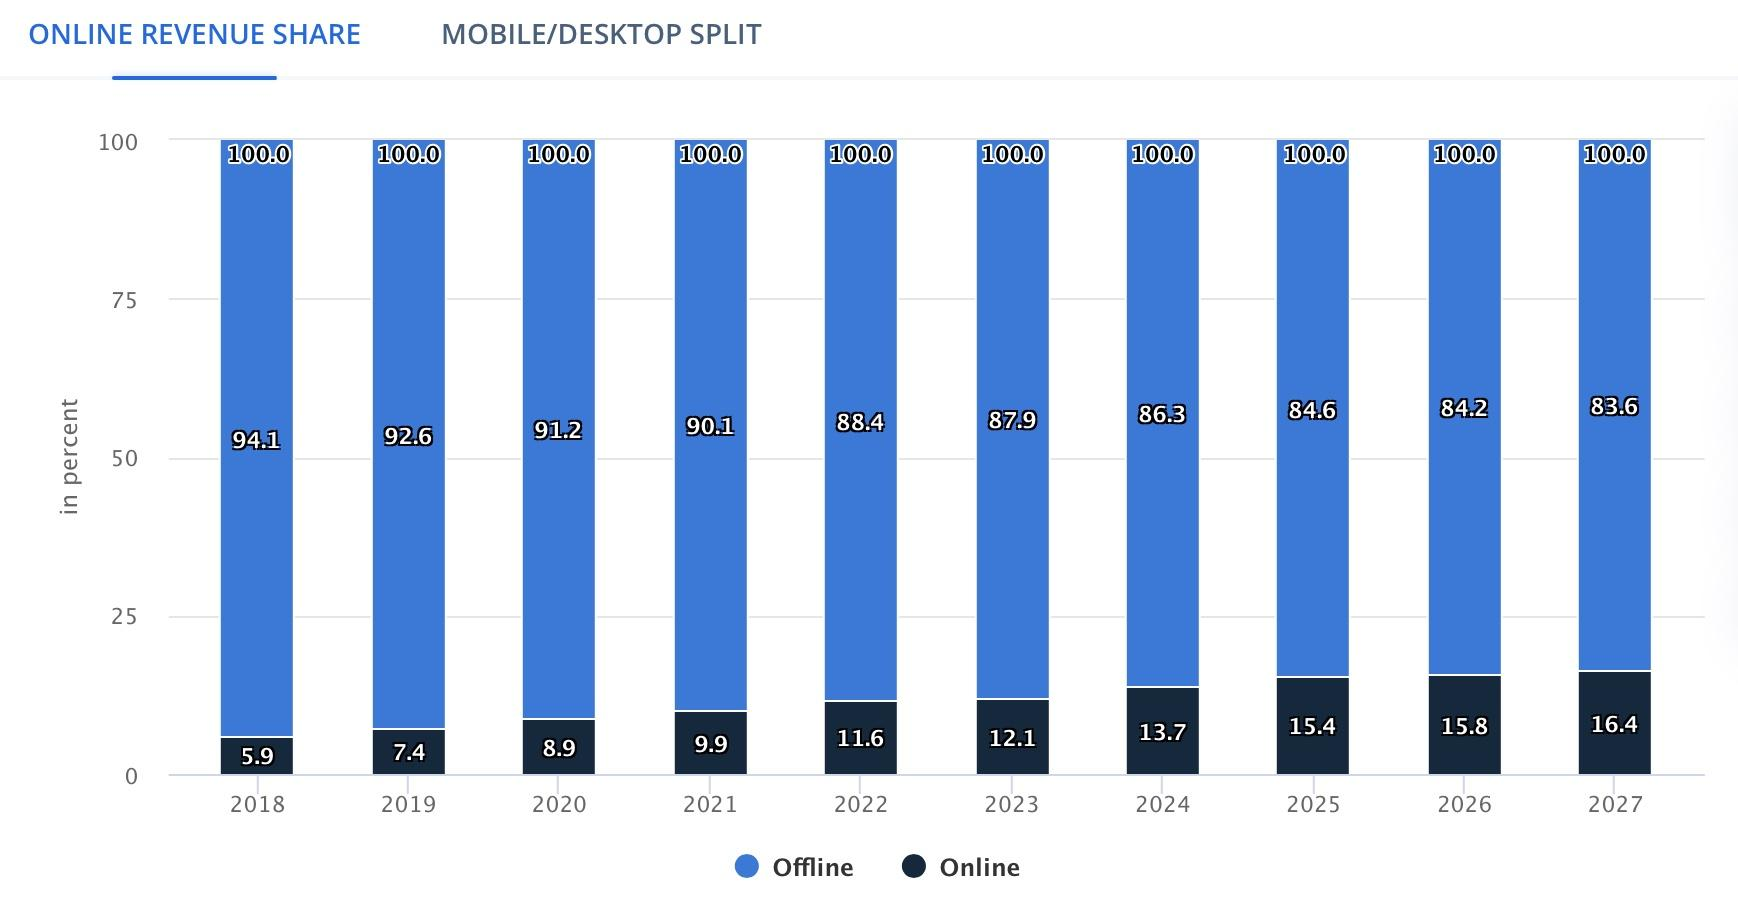 ONLINE REVENUE SHARE MOBILE/DESKTOP SPLIT
100
100.0 100.0 100.0 100.0 100.0 100.0 100.0 100.0 100.0 100.0
75
in percent
94.1 92.6 91.2 90.1 88.4 87.9 86.3 84.6 84.2 83.6
50
25
5.9 7.4 8.9 9.9 11.6 12.1 13.7 15.4 15.8 16.4
0
2018 2019 2020 2021 2022 2023 2024 2025 2026 2027
Offline Online